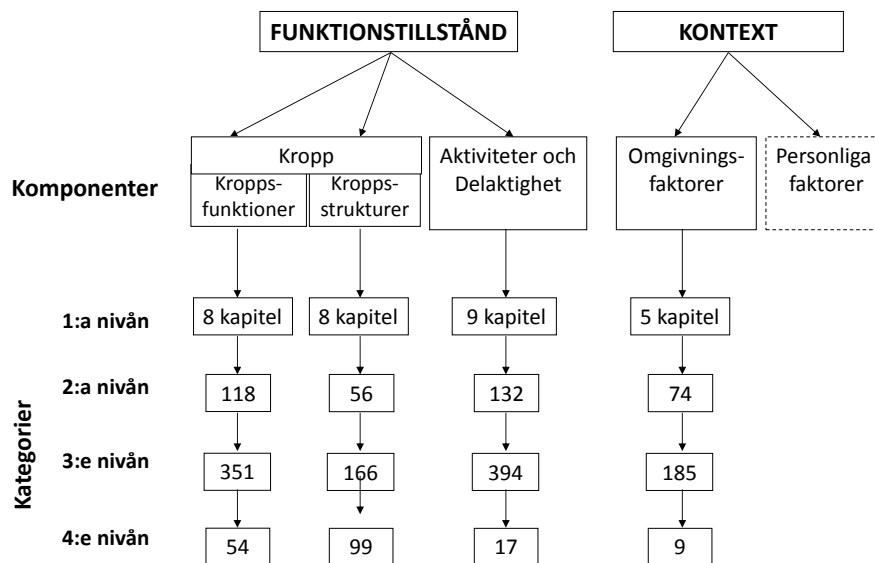 FUNKTIONSTILLSTÅND
KONTEXT
Komponenter
Kropp
Kropps-
funktioner
Kropps-
strukturer
Aktiviteter och
Delaktighet
Omgivnings-
faktorer
Personliga
faktorer
Kategorier
1:a nivån
8 kapitel
8 kapitel
9 kapitel
5 kapitel
2:a nivån
118
56
132
74
3:e nivån
351
166
394
185
4:e nivån
54
99
17
9